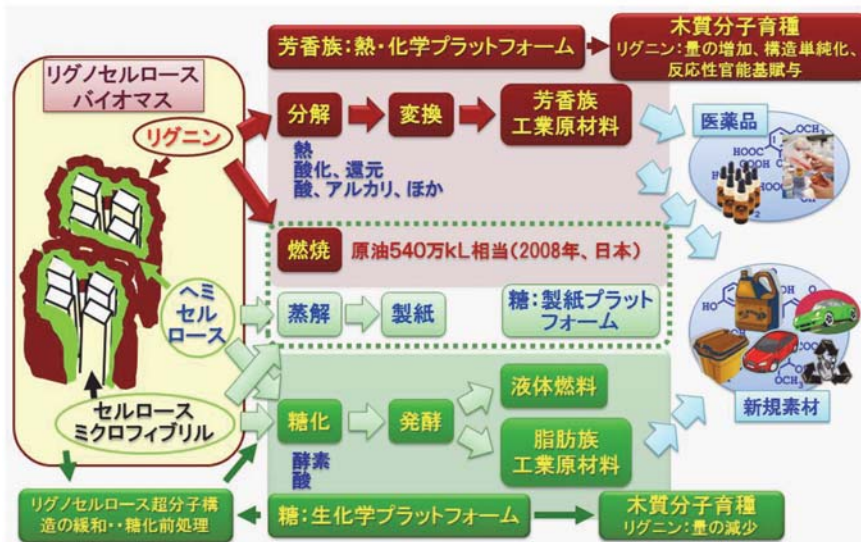 芳香族：熱・化学プラットフォーム
木質分子育種
リグニン：量の増加、構造単純化、
反応性官能基賦与
リグノセルロース
バイオマス
リグニン
分解
変換
芳香族
工業原材料
熱
酸化、還元
酸、アルカリ、ほか
医薬品
HOOC
OCH3
燃焼
原油540万kL相当（2008年、日本）
ヘミ
セル
ロース
蒸解
製紙
糖：製紙プラット
フォーム
セルロース
ミクロフィブリル
糖化
発酵
液体燃料
脂肪族
工業原材料
酵素
酸
HO
OCH3
新規素材
リグノセルロース超分子構
造の緩和・・糖化前処理
糖：生化学プラットフォーム
木質分子育種
リグニン：量の減少